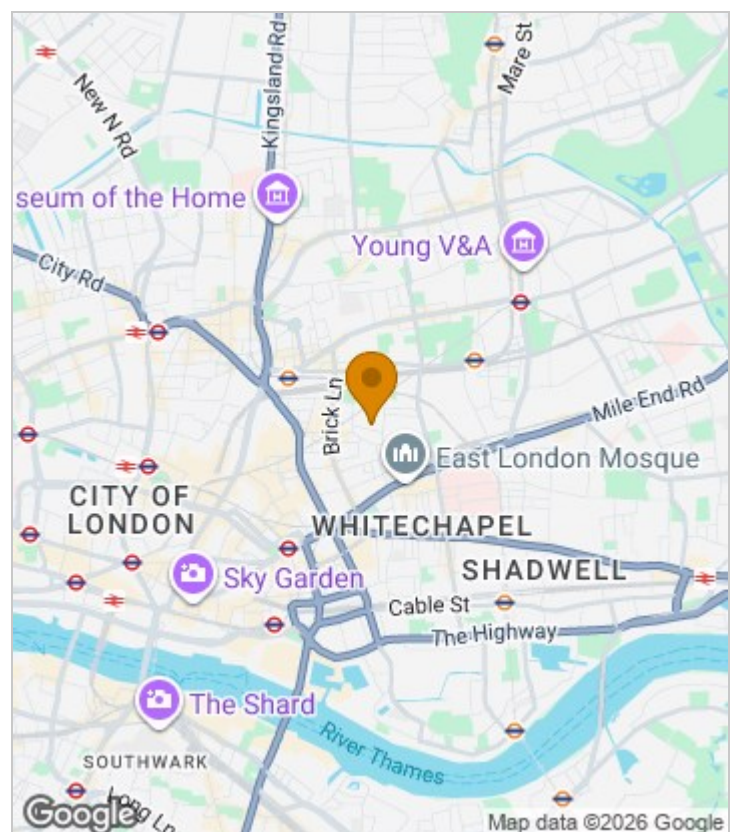 Kingsland Rd
Mare St
New N Rd
seum of the Home
Young V&A
City Rd
Brick Ln
Mile End Rd
East London Mosque
CITY OF
LONDON
WHITECHAPEL
SHADWELL
Sky Garden
Cable St
The Highway
The Shard
River Thames
SOUTHWARK
Long Ln
Google
Map data ©2026 Google